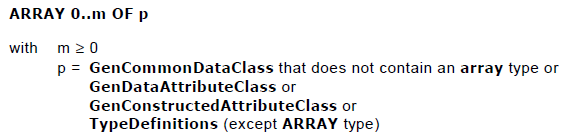 ARRAY 0..m OF p
with m ≥ 0
p = GenCommonDataClass that does not contain an array type or
GenDataAttributeClass or
GenConstructedAttributeClass or
TypeDefinitions (except ARRAY type)